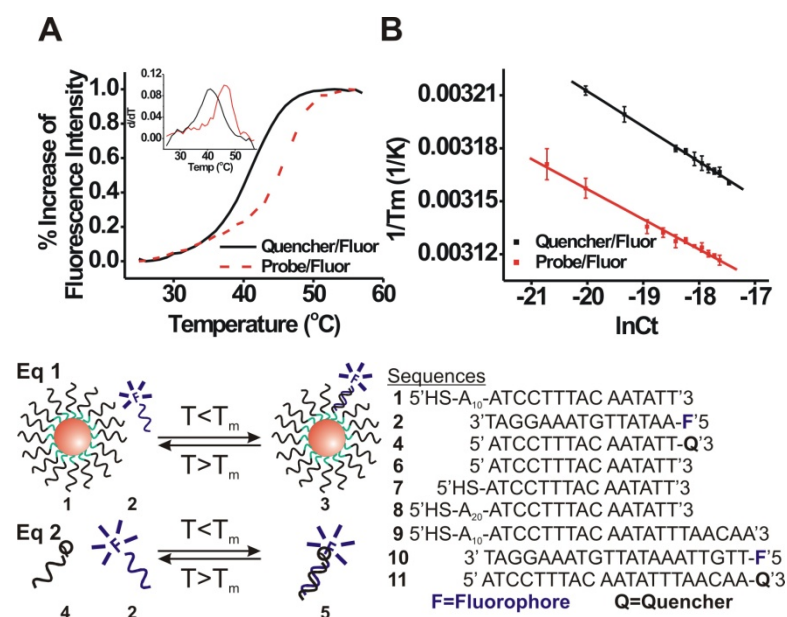 A
% Increase of
Fluorescence Intensity
1.0
0.8
0.6
0.4
0.2
0.0
30
40
50
60
Temperature (°C)
d/dT
0.12
0.08
0.04
0.00
30
40
50
Temp (°C)
Quencher/Fluor
Probe/Fluor
B
1/Tm (1/K)
0.00321
0.00318
0.00315
0.00312
-21
-20
-19
-18
-17
lnCt
Quencher/Fluor
Probe/Fluor
Eq 1
F
T<Tm
T>Tm
F
1
2
3
Eq 2
Q
F
T<Tm
T>Tm
Q
F
4
2
5
Sequences
1 5'HS-A10-ATCCTTTAC AATATT'3
2 3'TAGGAAATGTTATAA-F'5
4 5' ATCCTTTAC AATATT-Q'3
6 5' ATCCTTTAC AATATT'3
7 5'HS-ATCCTTTAC AATATT'3
8 5'HS-A20-ATCCTTTAC AATATT'3
9 5'HS-A10-ATCCTTTAC AATATTTAACAA'3
10 3' TAGGAAATGTTATAAATTGTT-F'5
11 5' ATCCTTTAC AATATTTAACAA-Q'3
F=Fluorophore Q=Quencher